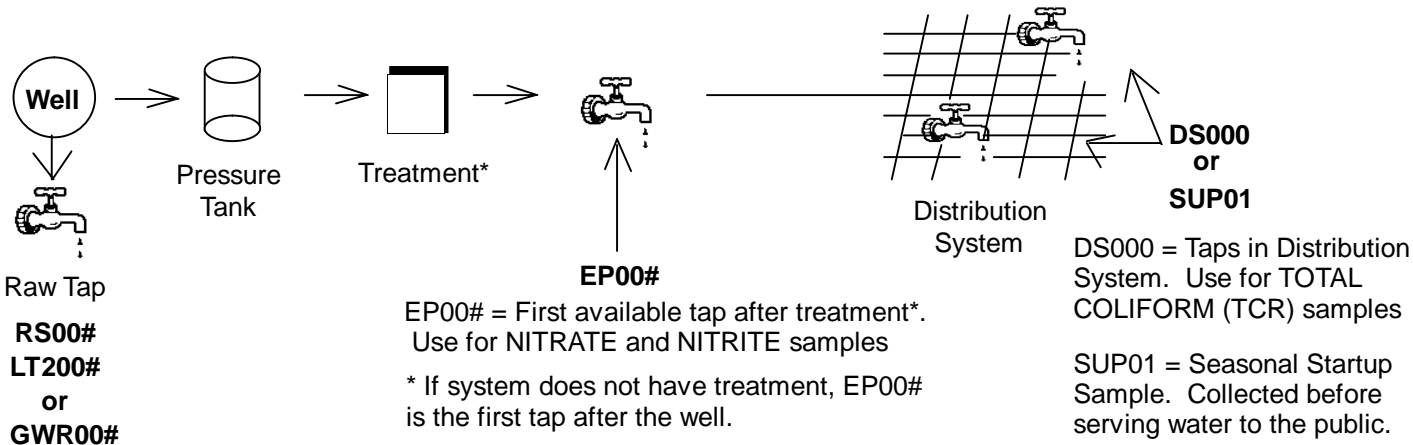 Well
Pressure
Tank
Treatment*
Raw Tap
RS00#
LT200#
or
GWR00#
EP00#
EP00# = First available tap after treatment*.
Use for NITRATE and NITRITE samples
* If system does not have treatment, EP00#
is the first tap after the well.
Distribution
System
DS000
or
SUP01
DS000 = Taps in Distribution
System. Use for TOTAL
COLIFORM (TCR) samples
SUP01 = Seasonal Startup
Sample. Collected before
serving water to the public.